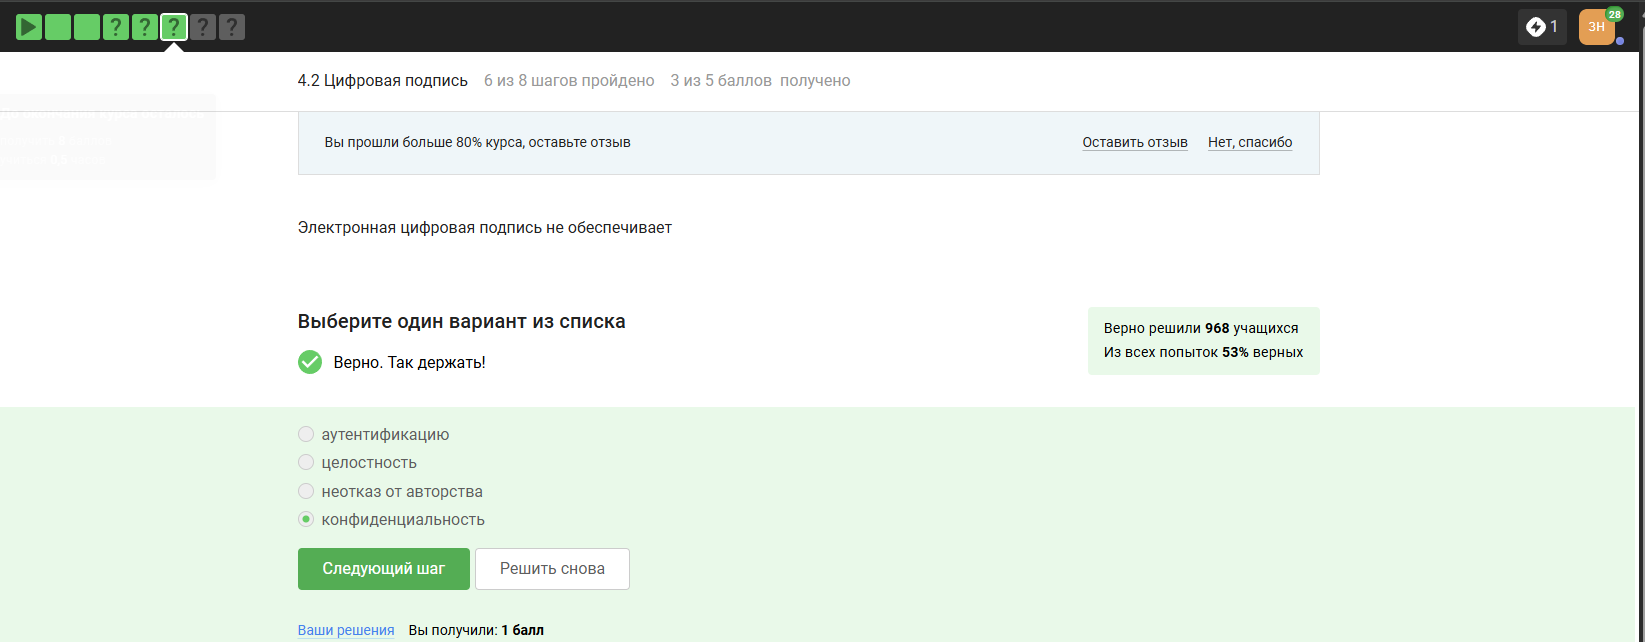 ? ? ? ? ?
1
ЗН
28
4.2 Цифровая подпись 6 из 8 шагов пройдено 3 из 5 баллов получено
Вы прошли больше 80% курса, оставьте отзыв Оставить отзыв Нет, спасибо
Электронная цифровая подпись не обеспечивает
Выберите один вариант из списка
Верно. Так держать!
Верно решили 968 учащихся
Из всех попыток 53% верных
аутентификацию
целостность
неотказ от авторства
конфиденциальность
Следующий шаг Решить снова
Ваши решения Вы получили: 1 балл